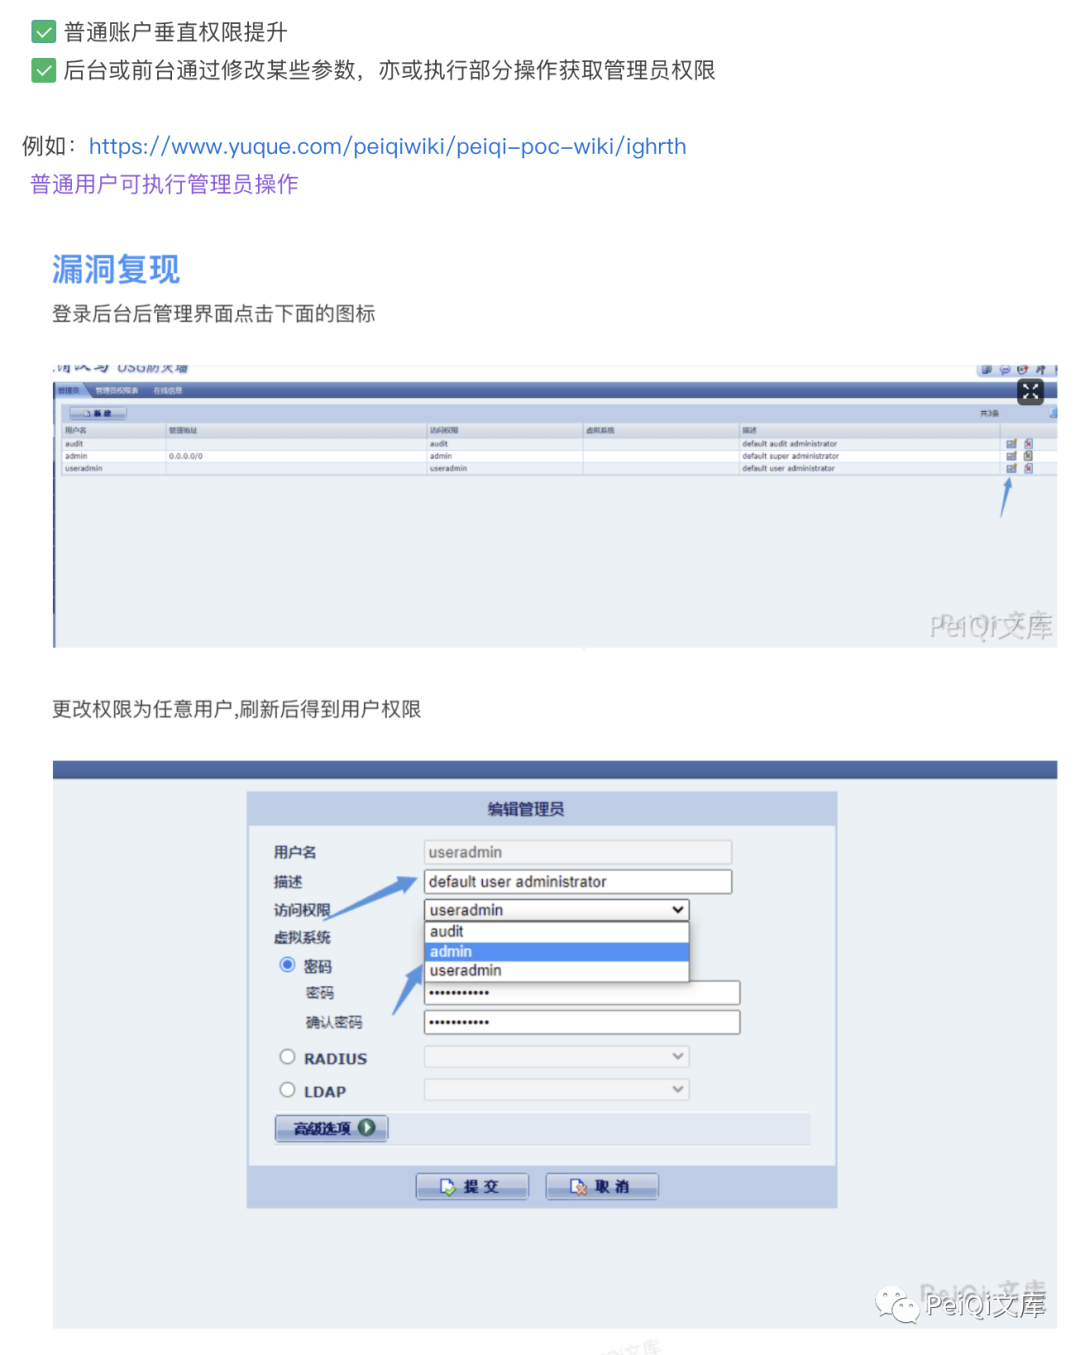 普通账户垂直权限提升
后台或前台通过修改某些参数，亦或执行部分操作获取管理员权限
例如：https://www.yuque.com/peiqiwiki/peiqi-poc-wiki/ighrth
普通用户可执行管理员操作
漏洞复现
登录后台后管理界面点击下面的图标
USG防火墙
管理员 管理员权限表 在线信息
新建 共3条
用户名 管理地址 访问权限 虚拟系统 描述
audit audit default audit administrator
admin 0.0.0.0/0 admin default super administrator
useradmin useradmin default user administrator
PeiQi文库
更改权限为任意用户,刷新后得到用户权限
编辑管理员
用户名 useradmin
描述 default user administrator
访问权限 useradmin
audit
虚拟系统
admin
密码 useradmin
密码 •••••••••••
确认密码 •••••••••••
RADIUS
LDAP
高级选项
提交 取消
PeiQi文库
PeiQi文库